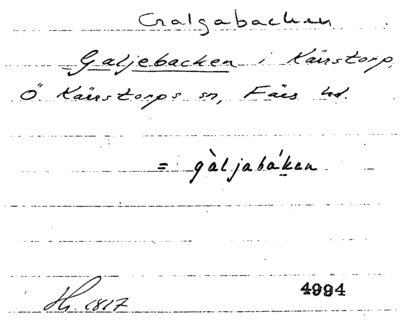 Galgabacken
Galjebacken i Kärrstorp,
Ö. Kärrstorps sn, Färs hd.
= gàljabáken.
1817
4994